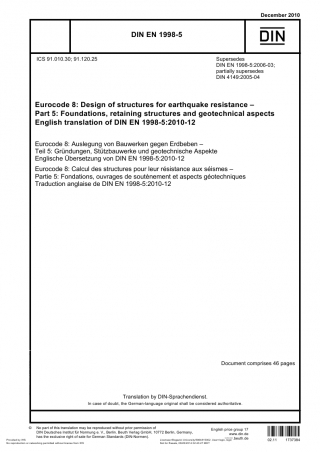 December 2010
DIN EN 1998-5
DIN
ICS 91.010.30; 91.120.25
Supersedes
DIN EN 1998-5:2006-03;
partially supersedes
DIN 4149:2005-04
Eurocode 8: Design of structures for earthquake resistance –
Part 5: Foundations, retaining structures and geotechnical aspects
English translation of DIN EN 1998-5:2010-12
Eurocode 8: Auslegung von Bauwerken gegen Erdbeben –
Teil 5: Gründungen, Stützbauwerke und geotechnische Aspekte
Englische Übersetzung von DIN EN 1998-5:2010-12
Eurocode 8: Calcul des structures pour leur résistance aux séismes –
Partie 5: Fondations, ouvrages de soutènement et aspects géotechniques
Traduction anglaise de DIN EN 1998-5:2010-12
Document comprises 46 pages
Translation by DIN-Sprachendienst.
In case of doubt, the German-language original shall be considered authoritative.
© No part of this translation may be reproduced without prior permission of
DIN Deutsches Institut für Normung e. V., Berlin. Beuth Verlag GmbH, 10772 Berlin, Germany,
has the exclusive right of sale for German Standards (DIN-Normen).
English price group 17
www.din.de
www.beuth.de
02.11